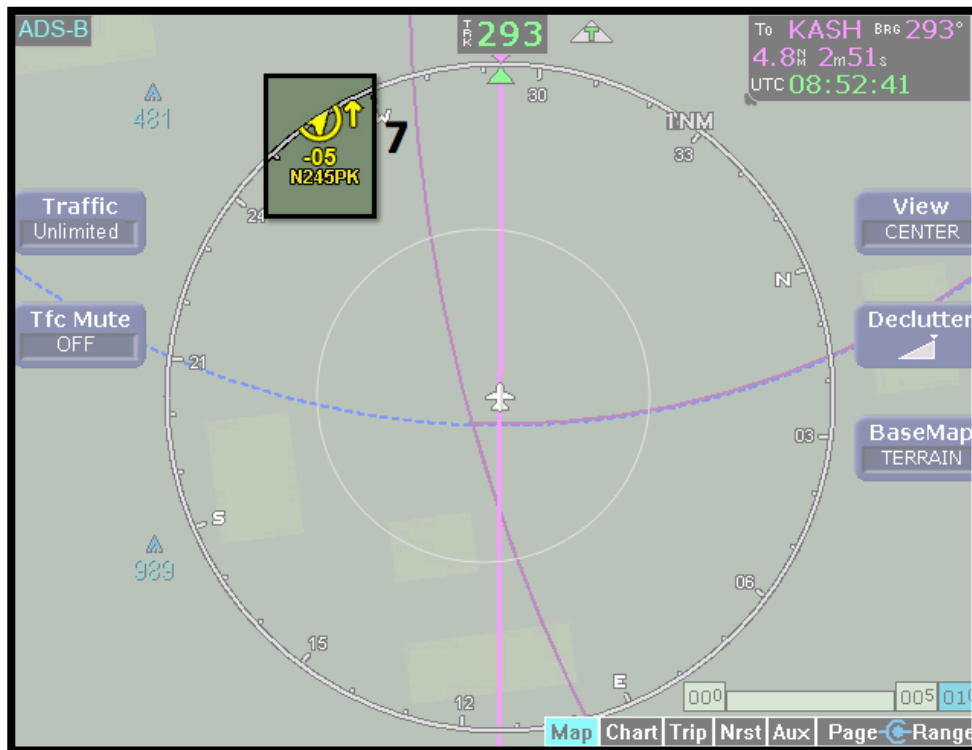 ADS-B
TRK 293
To KASH BRG 293°
4.8NM 2m51s
UTC 08:52:41
481
30
1NM
33
W
7
-05
N245PK
24
Traffic
Unlimited
View
CENTER
N
Tfc Mute
OFF
Declutter
21
03
BaseMap
TERRAIN
S
989
06
15
E
12
000
005
010
Map Chart Trip Nrst Aux Page Range